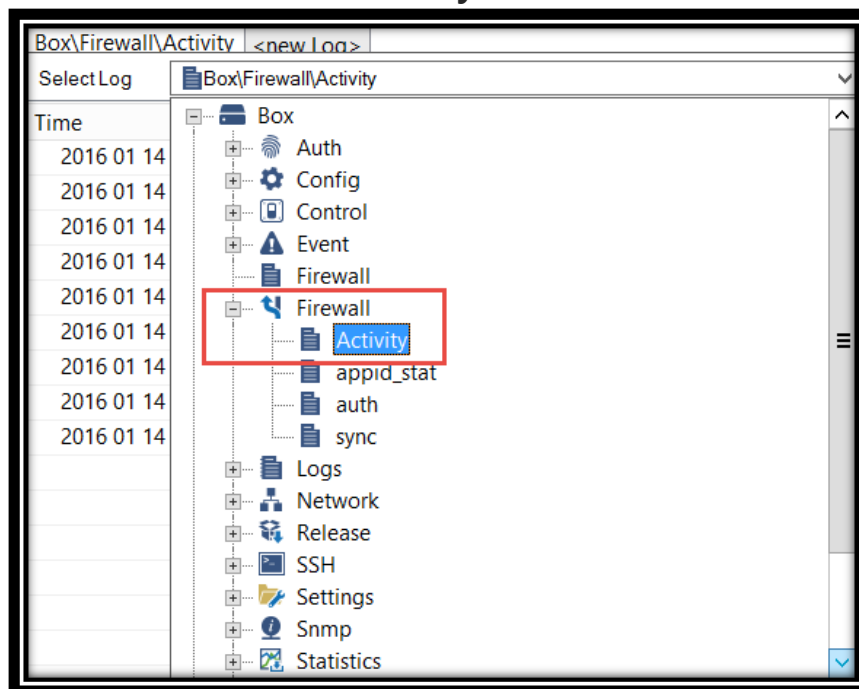 Box\Firewall\Activity <new Log>
Select Log Box\Firewall\Activity
Time
2016 01 14
2016 01 14
2016 01 14
2016 01 14
2016 01 14
2016 01 14
2016 01 14
2016 01 14
2016 01 14
Box
Auth
Config
Control
Event
Firewall
Firewall
Activity
appid_stat
auth
sync
Logs
Network
Release
SSH
Settings
Snmp
Statistics